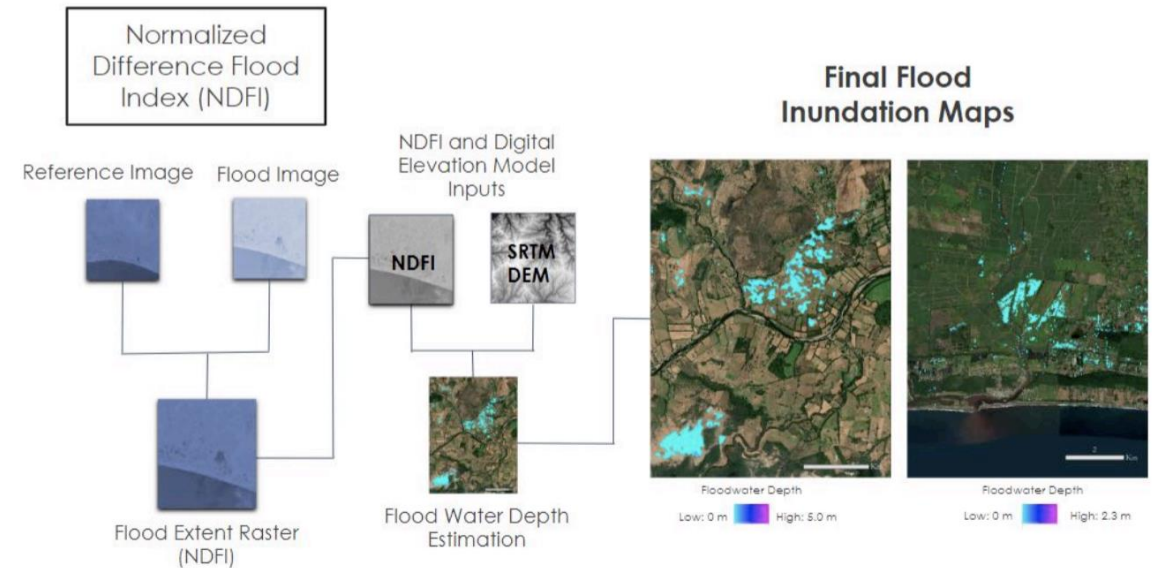 Normalized
Difference Flood
Index (NDFI)
Reference Image
Flood Image
Flood Extent Raster
(NDFI)
NDFI and Digital
Elevation Model
Inputs
NDFI
SRTM
DEM
Flood Water Depth
Estimation
Final Flood
Inundation Maps
Floodwater Depth
Low: 0 m High: 5.0 m
2
Km
Floodwater Depth
Low: 0 m High: 2.3 m